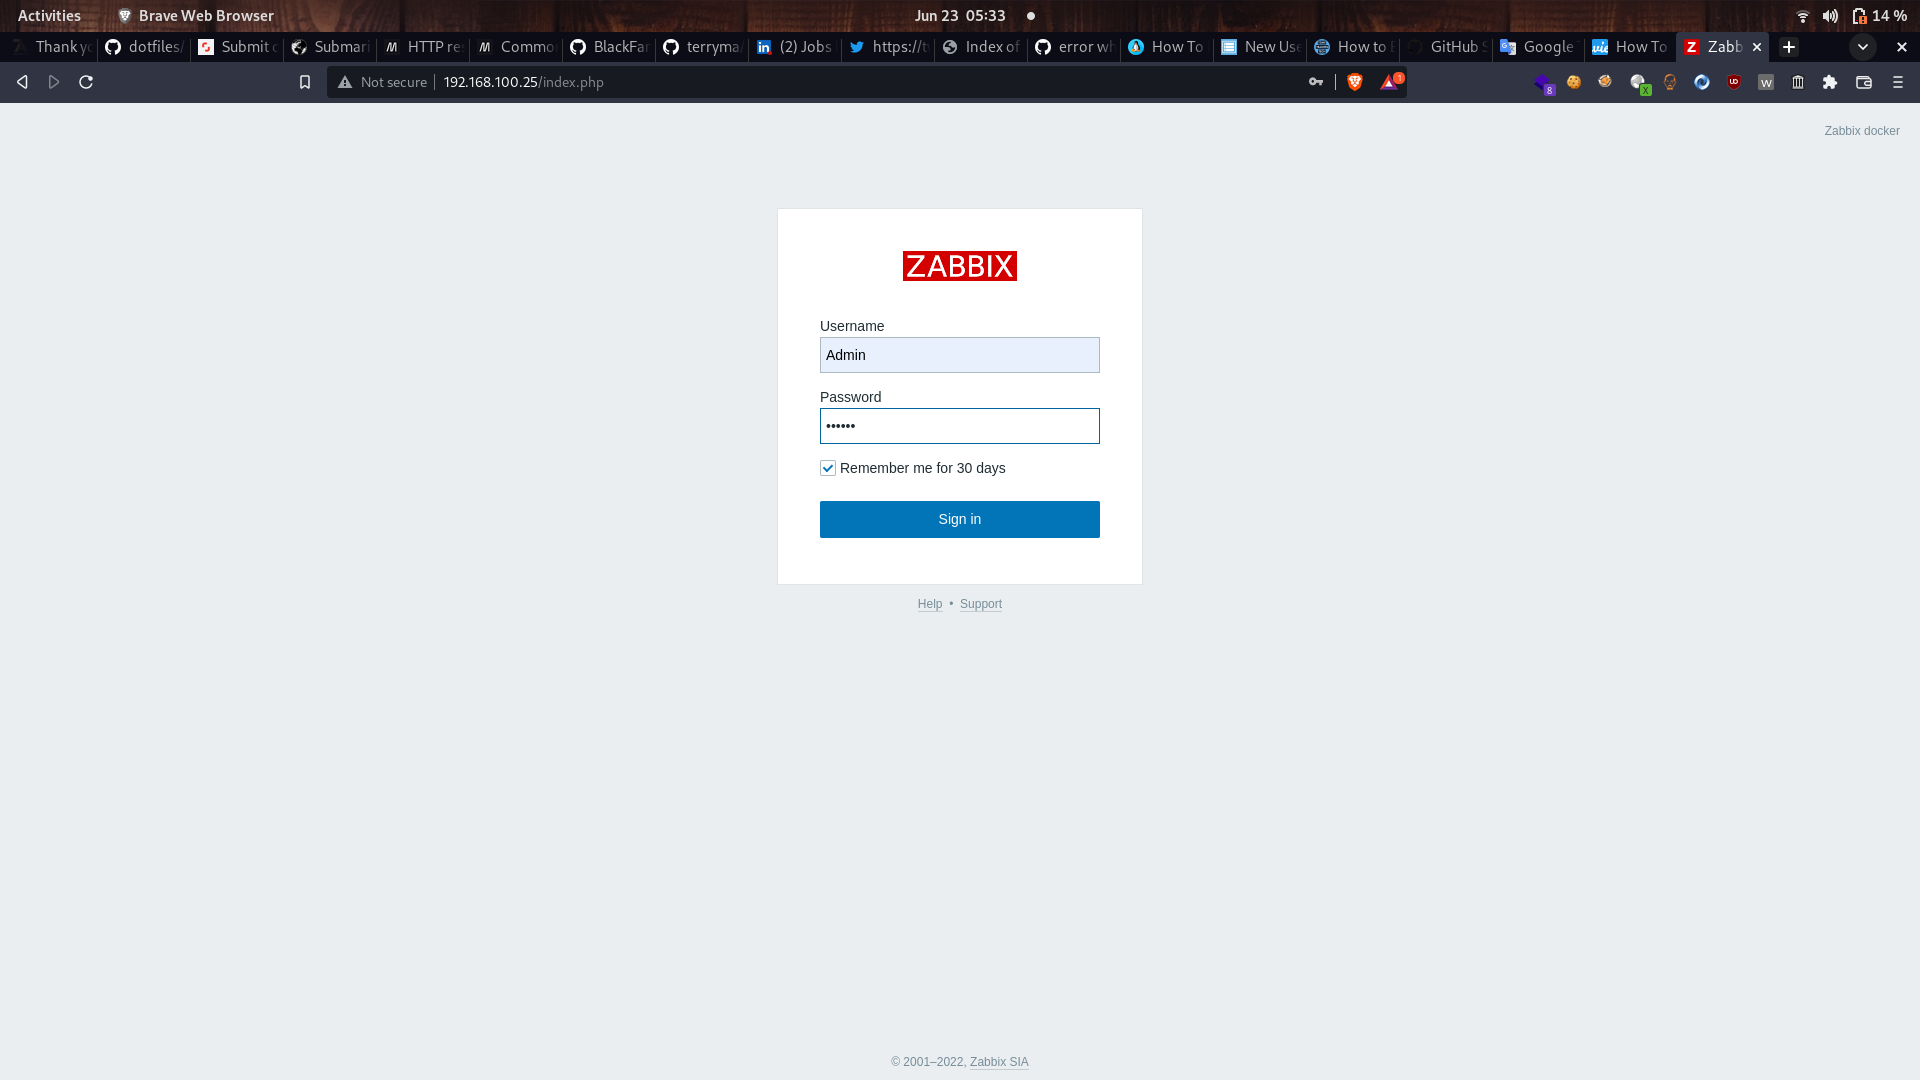 Activities
Brave Web Browser
Jun 23 05:33
14 %
Thank yo
dotfiles/
Submit
Submari
HTTP re
Commo
BlackFar
terryma
(2) Jobs
https://t
Index of
error wh
How To
New Use
How to
GitHub S
Google
How To
Zabb
Not secure
192.168.100.25/index.php
1
8
X
UD
W
Zabbix docker
ZABBIX
Username
Admin
Password
••••••
Remember me for 30 days
Sign in
Help • Support
© 2001–2022, Zabbix SIA